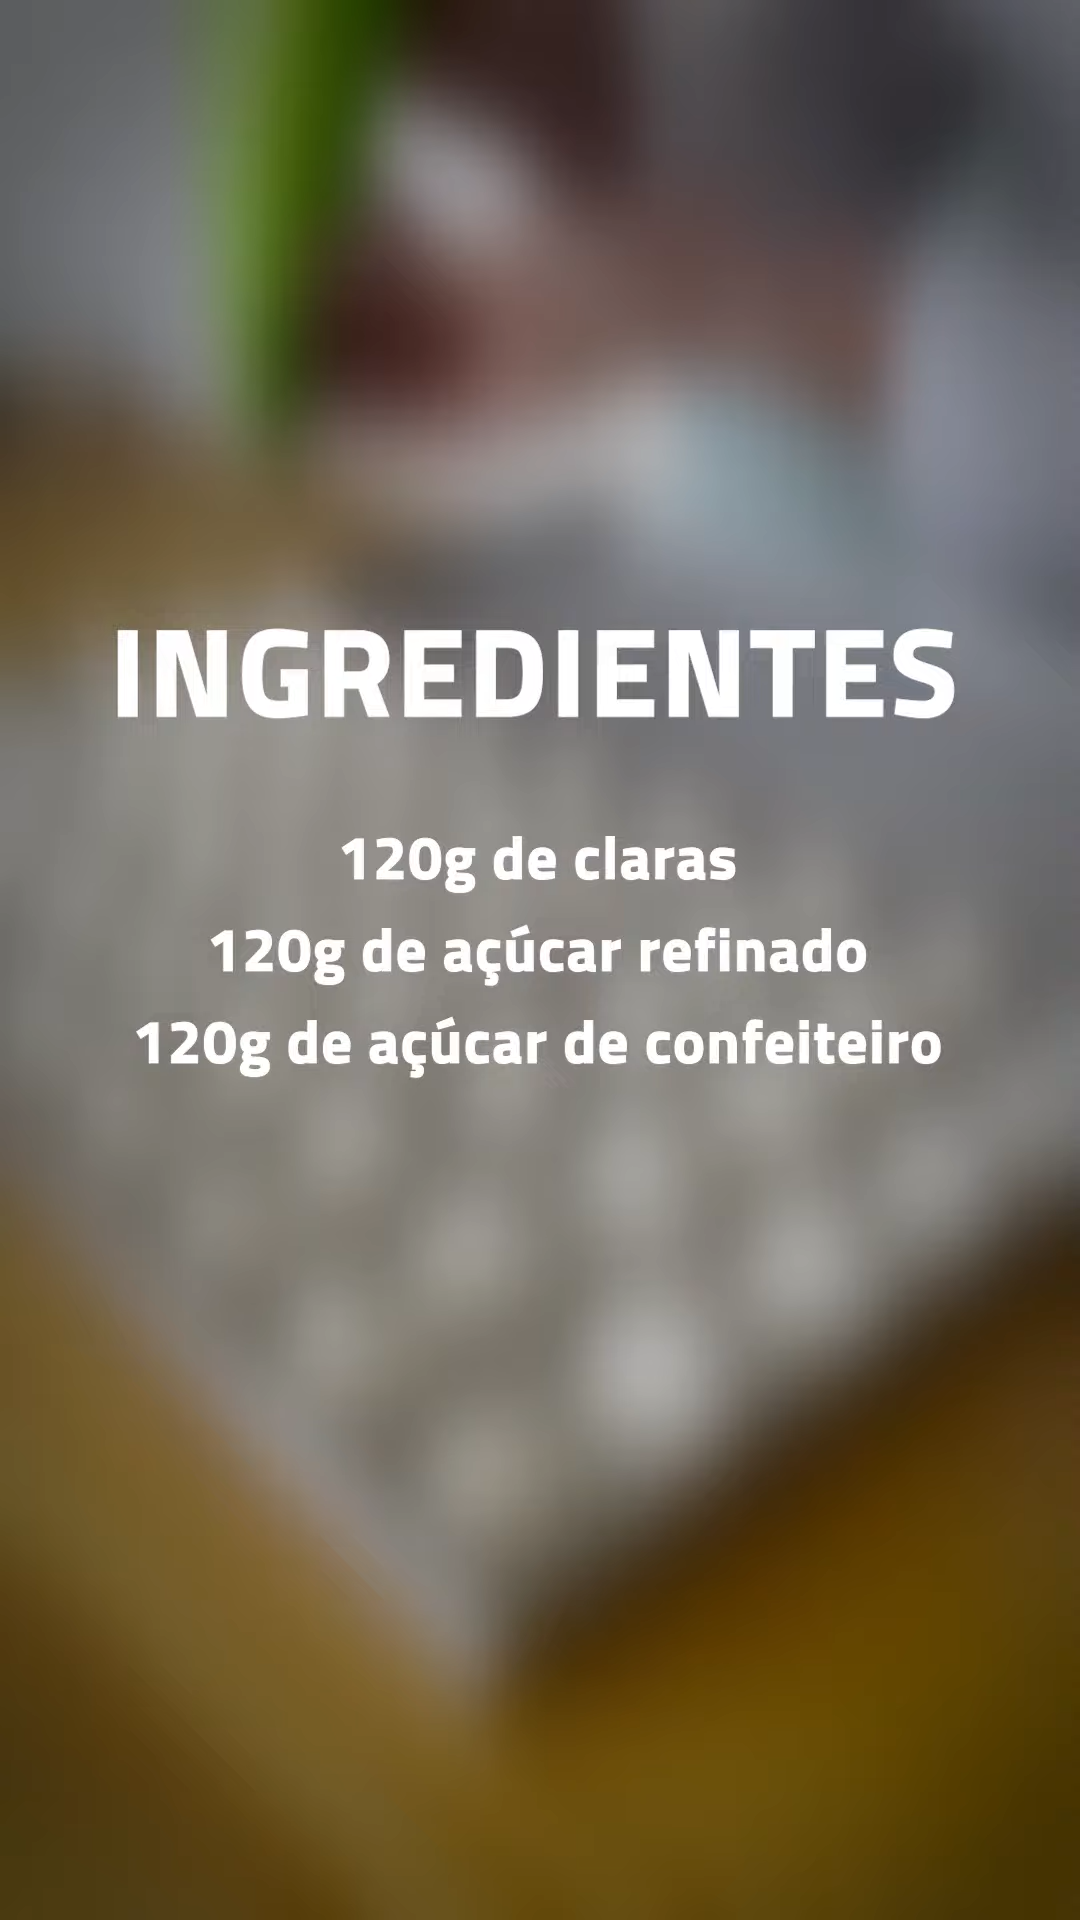 INGREDIENTES
120g de claras
120g de açúcar refinado
120g de açúcar de confeiteiro